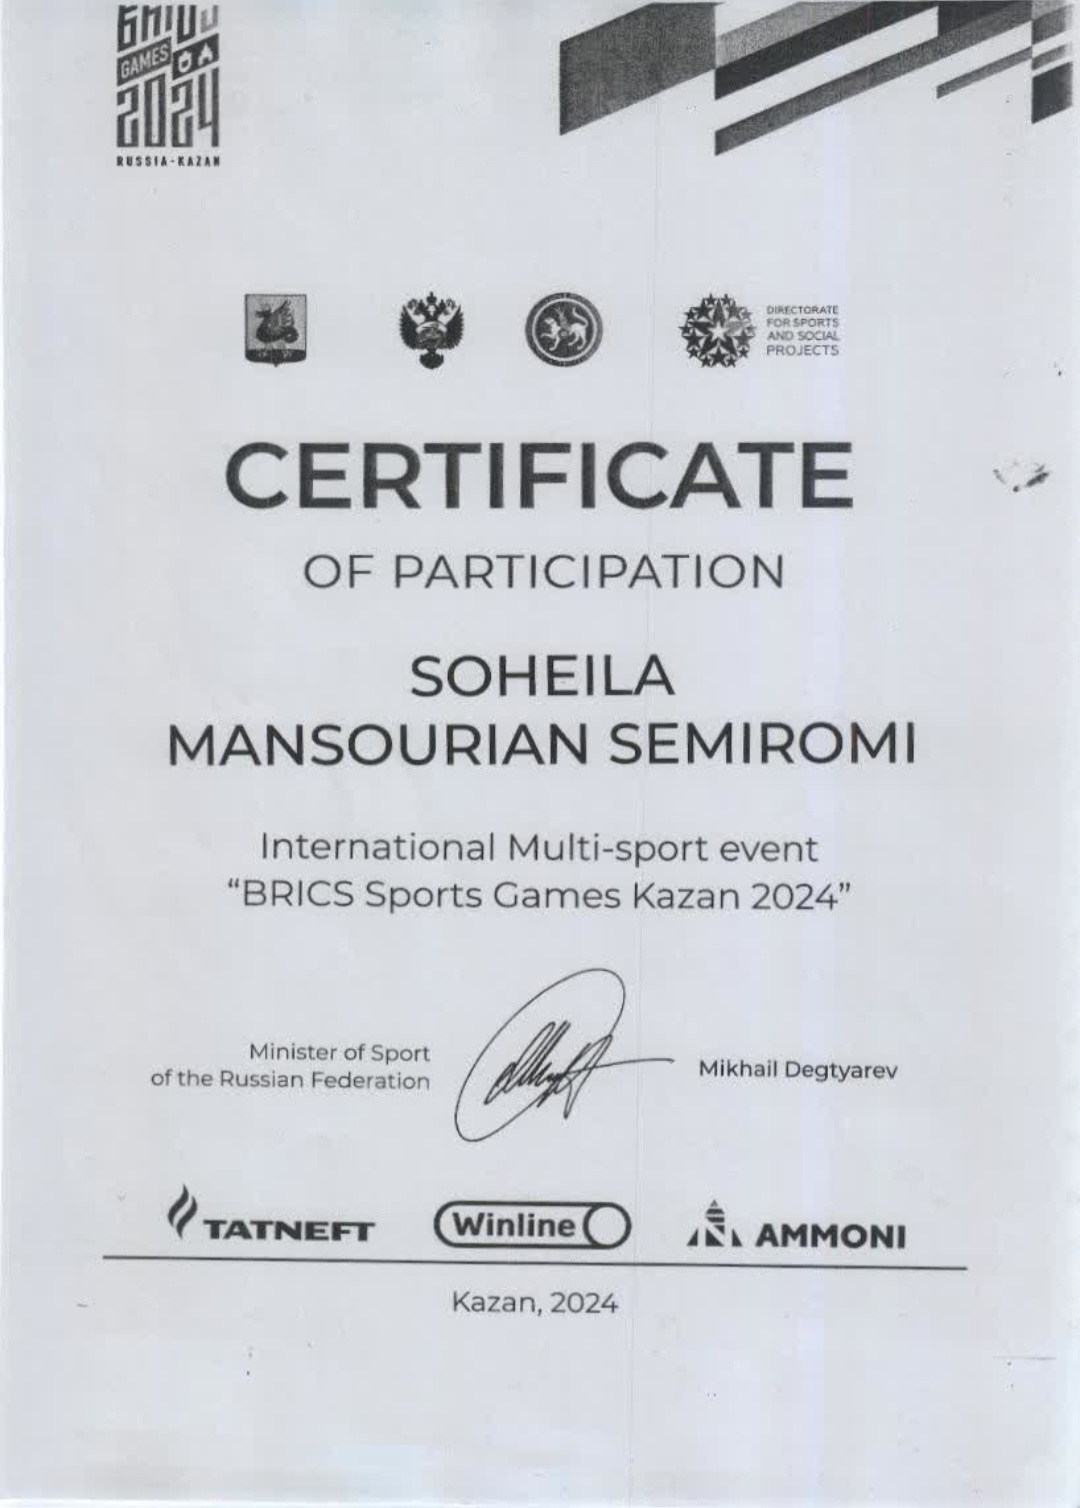 BRICS
GAMES
2024
RUSSIA-KAZAN
DIRECTORATE
FOR SPORTS
AND SOCIAL
PROJECTS
CERTIFICATE
OF PARTICIPATION
SOHEILA
MANSOURIAN SEMIROMI
International Multi-sport event
“BRICS Sports Games Kazan 2024”
Minister of Sport
of the Russian Federation
Mikhail Degtyarev
TATNEFT
Winline
AMMONI
Kazan, 2024